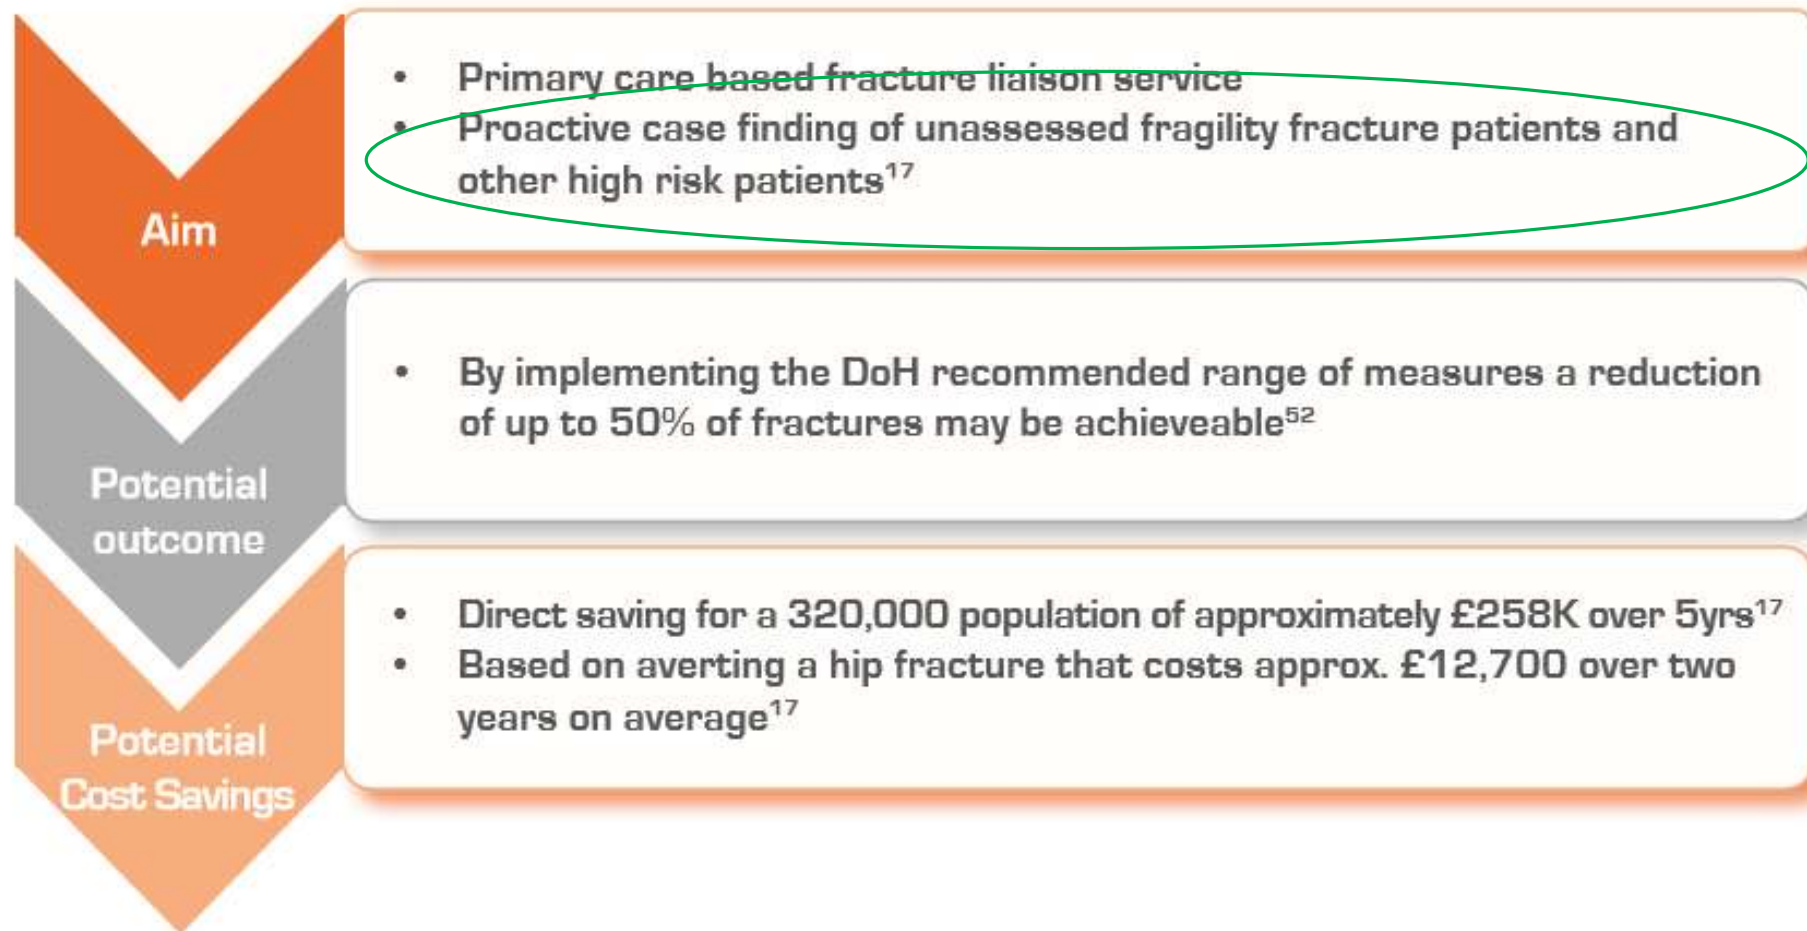 Aim
• Primary care based fracture liaison service
• Proactive case finding of unassessed fragility fracture patients and
other high risk patients¹⁷
Potential
outcome
• By implementing the DoH recommended range of measures a reduction
of up to 50% of fractures may be achieveable⁵²
Potential
Cost Savings
• Direct saving for a 320,000 population of approximately £258K over 5yrs¹⁷
• Based on averting a hip fracture that costs approx. £12,700 over two
years on average¹⁷